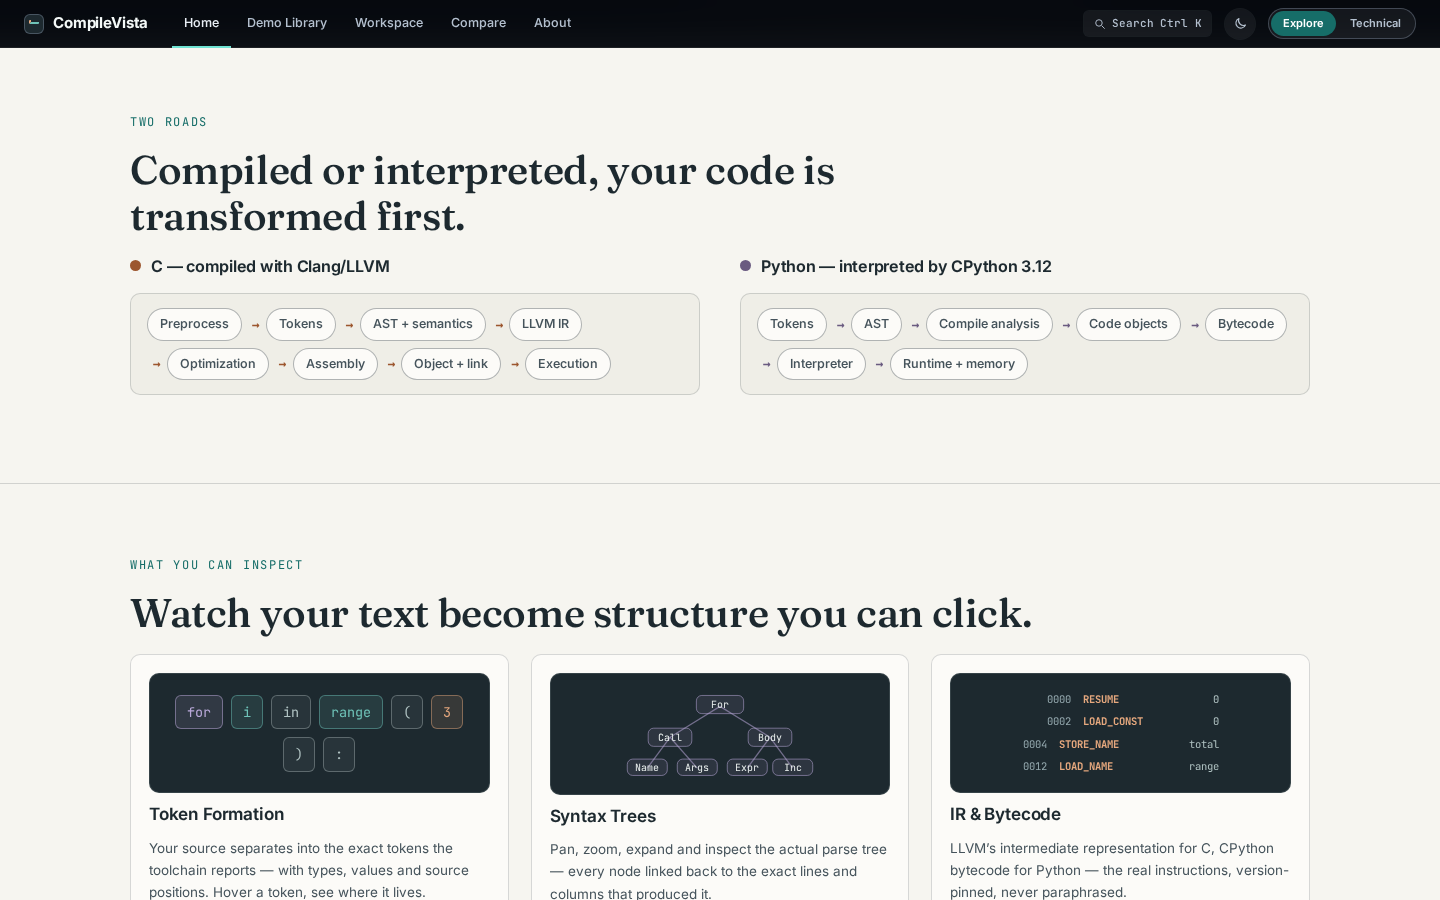 CompileVista Home Demo Library Workspace Compare About Search Ctrl K Explore Technical
TWO ROADS
Compiled or interpreted, your code is
transformed first.
C — compiled with Clang/LLVM
Preprocess → Tokens → AST + semantics → LLVM IR
→ Optimization → Assembly → Object + link → Execution
Python — interpreted by CPython 3.12
Tokens → AST → Compile analysis → Code objects → Bytecode
→ Interpreter → Runtime + memory
WHAT YOU CAN INSPECT
Watch your text become structure you can click.
for i in range ( 3
) :
Token Formation
Your source separates into the exact tokens the
toolchain reports — with types, values and source
positions. Hover a token, see where it lives.
For
Call Body
Name Args Expr Inc
Syntax Trees
Pan, zoom, expand and inspect the actual parse tree
— every node linked back to the exact lines and
columns that produced it.
0000 RESUME 0
0002 LOAD_CONST 0
0004 STORE_NAME total
0012 LOAD_NAME range
IR & Bytecode
LLVM’s intermediate representation for C, CPython
bytecode for Python — the real instructions, version-
pinned, never paraphrased.